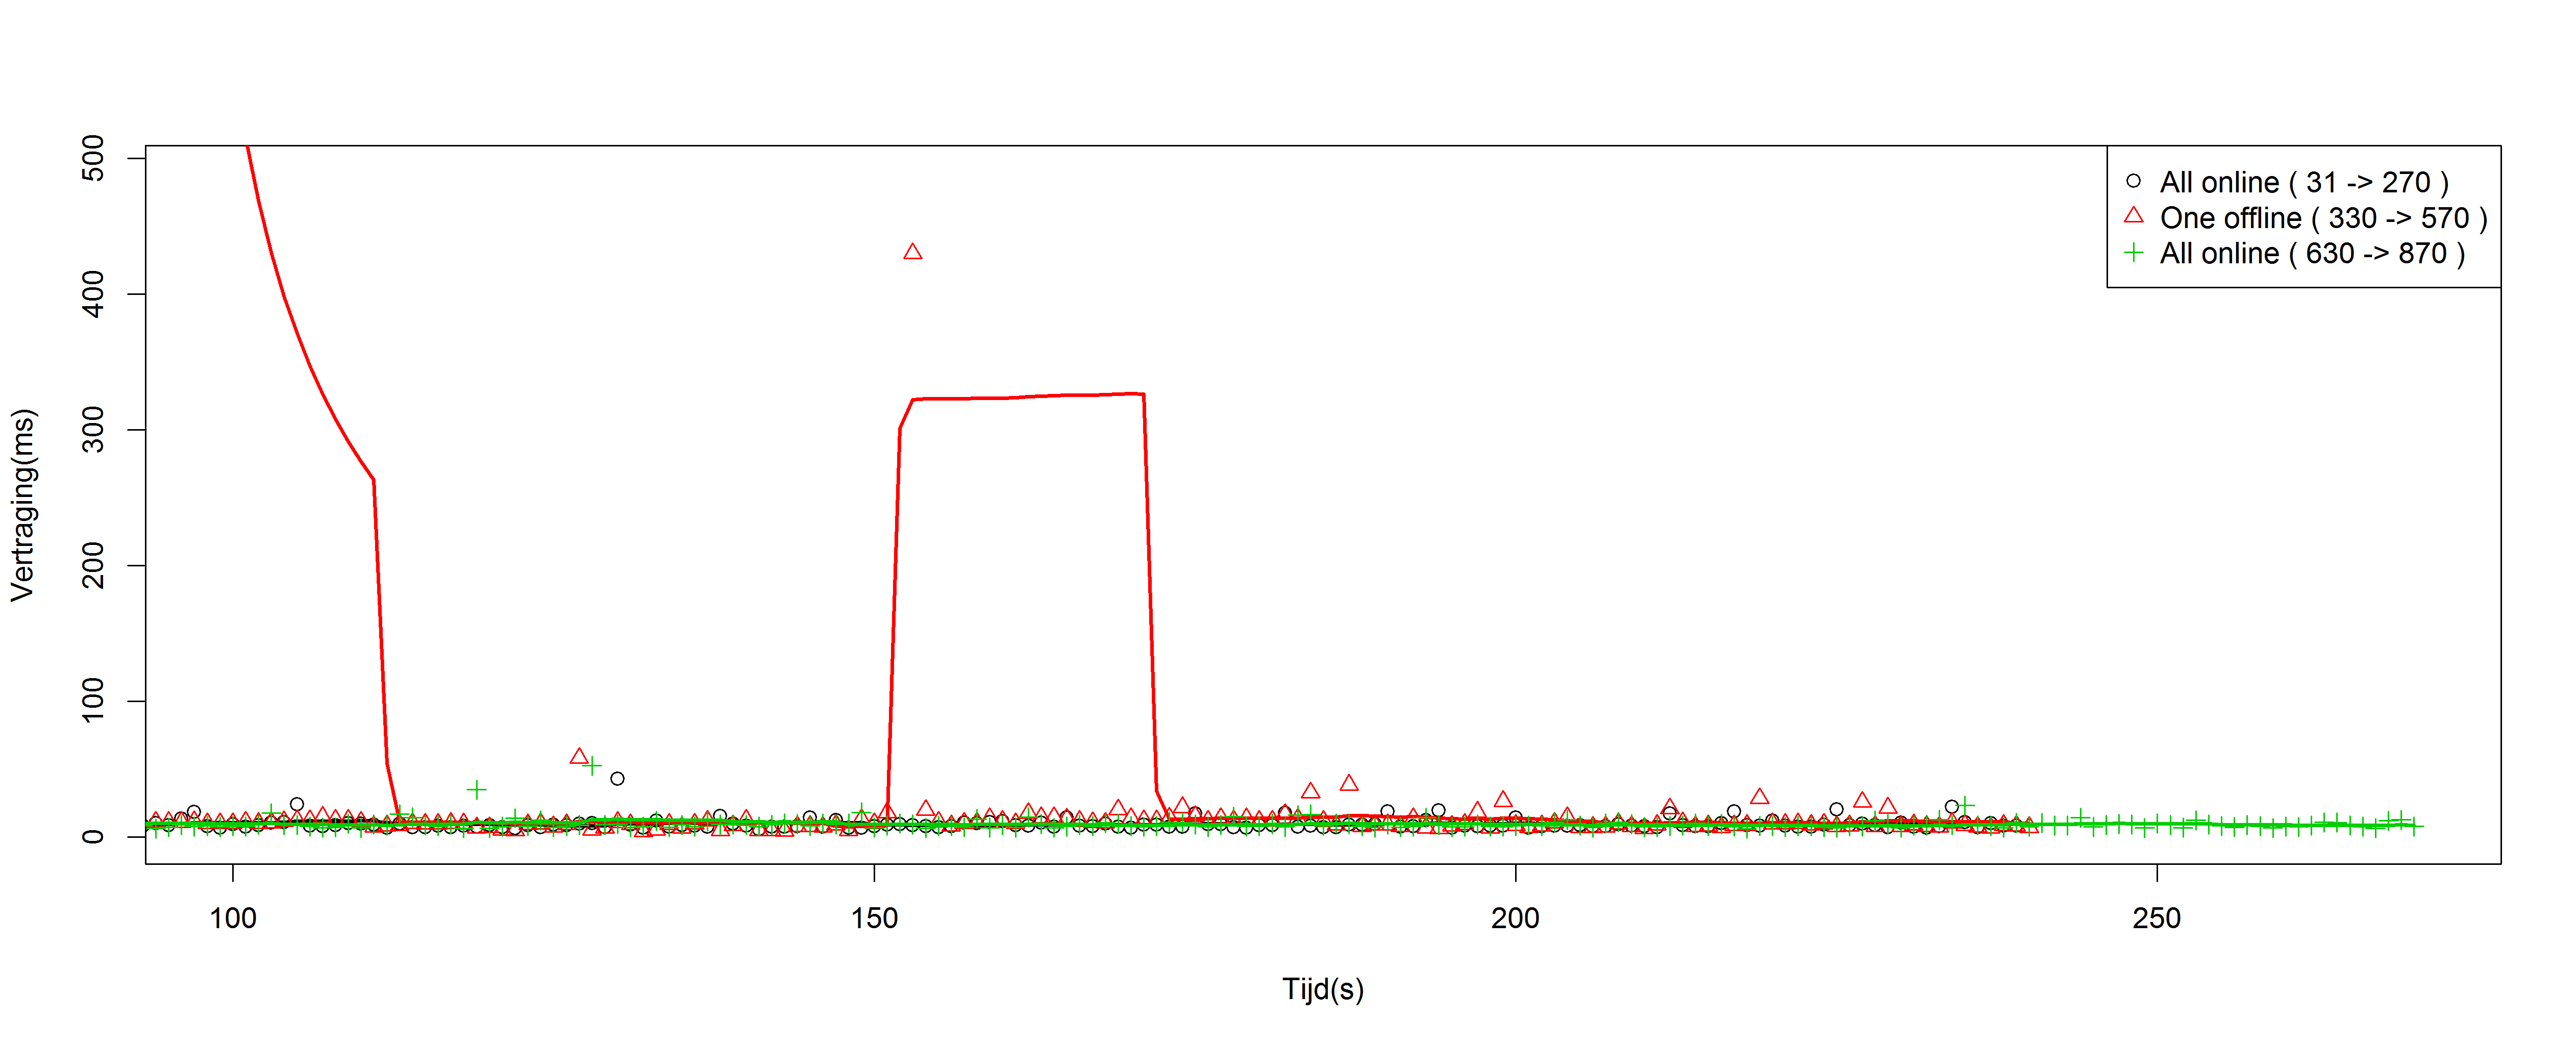 All online ( 31 -> 270 )
One offline ( 330 -> 570 )
All online ( 630 -> 870 )
500
400
300
200
100
0
Vertraging(ms)
100
150
200
250
Tijd(s)